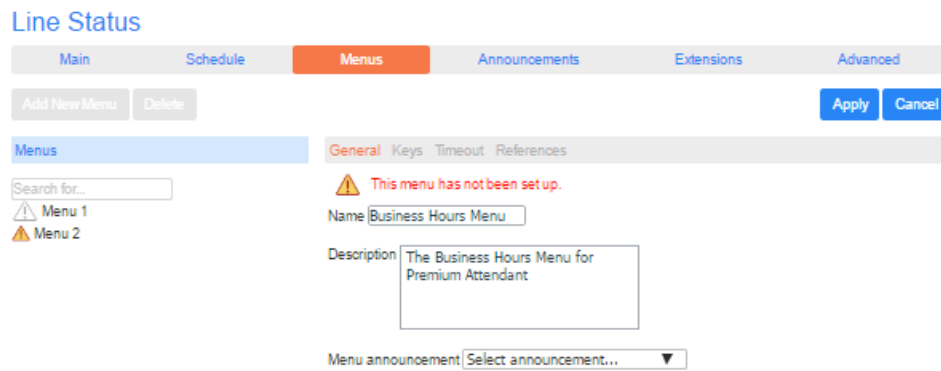 Line Status
Main Schedule Menus Announcements Extensions Advanced
Add New Menu Delete Apply Cancel
Menus
General Keys Timeout References
Search for...
This menu has not been set up.
Menu 1
Name Business Hours Menu
Menu 2
Description The Business Hours Menu for
Premium Attendant
Menu announcement Select announcement...